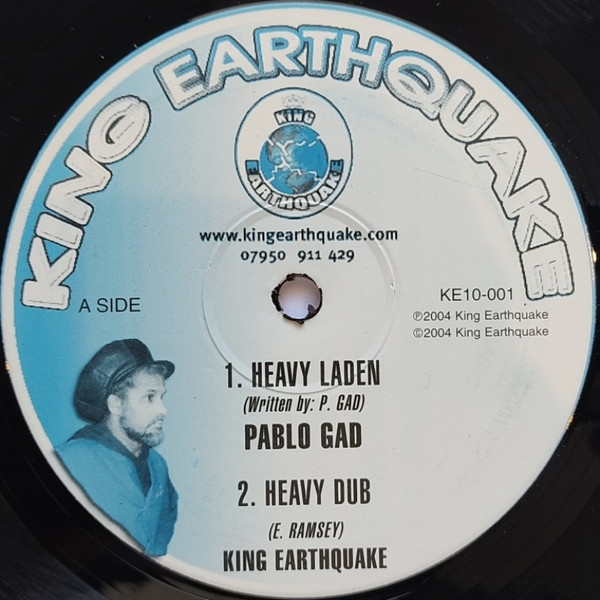 KING EARTHQUAKE
KING
EARTHQUAKE
www.kingearthquake.com
07950 911 429
A SIDE
KE10-001
℗2004 King Earthquake
©2004 King Earthquake
1. HEAVY LADEN
(Written by: P. GAD)
PABLO GAD
2. HEAVY DUB
(E. RAMSEY)
KING EARTHQUAKE